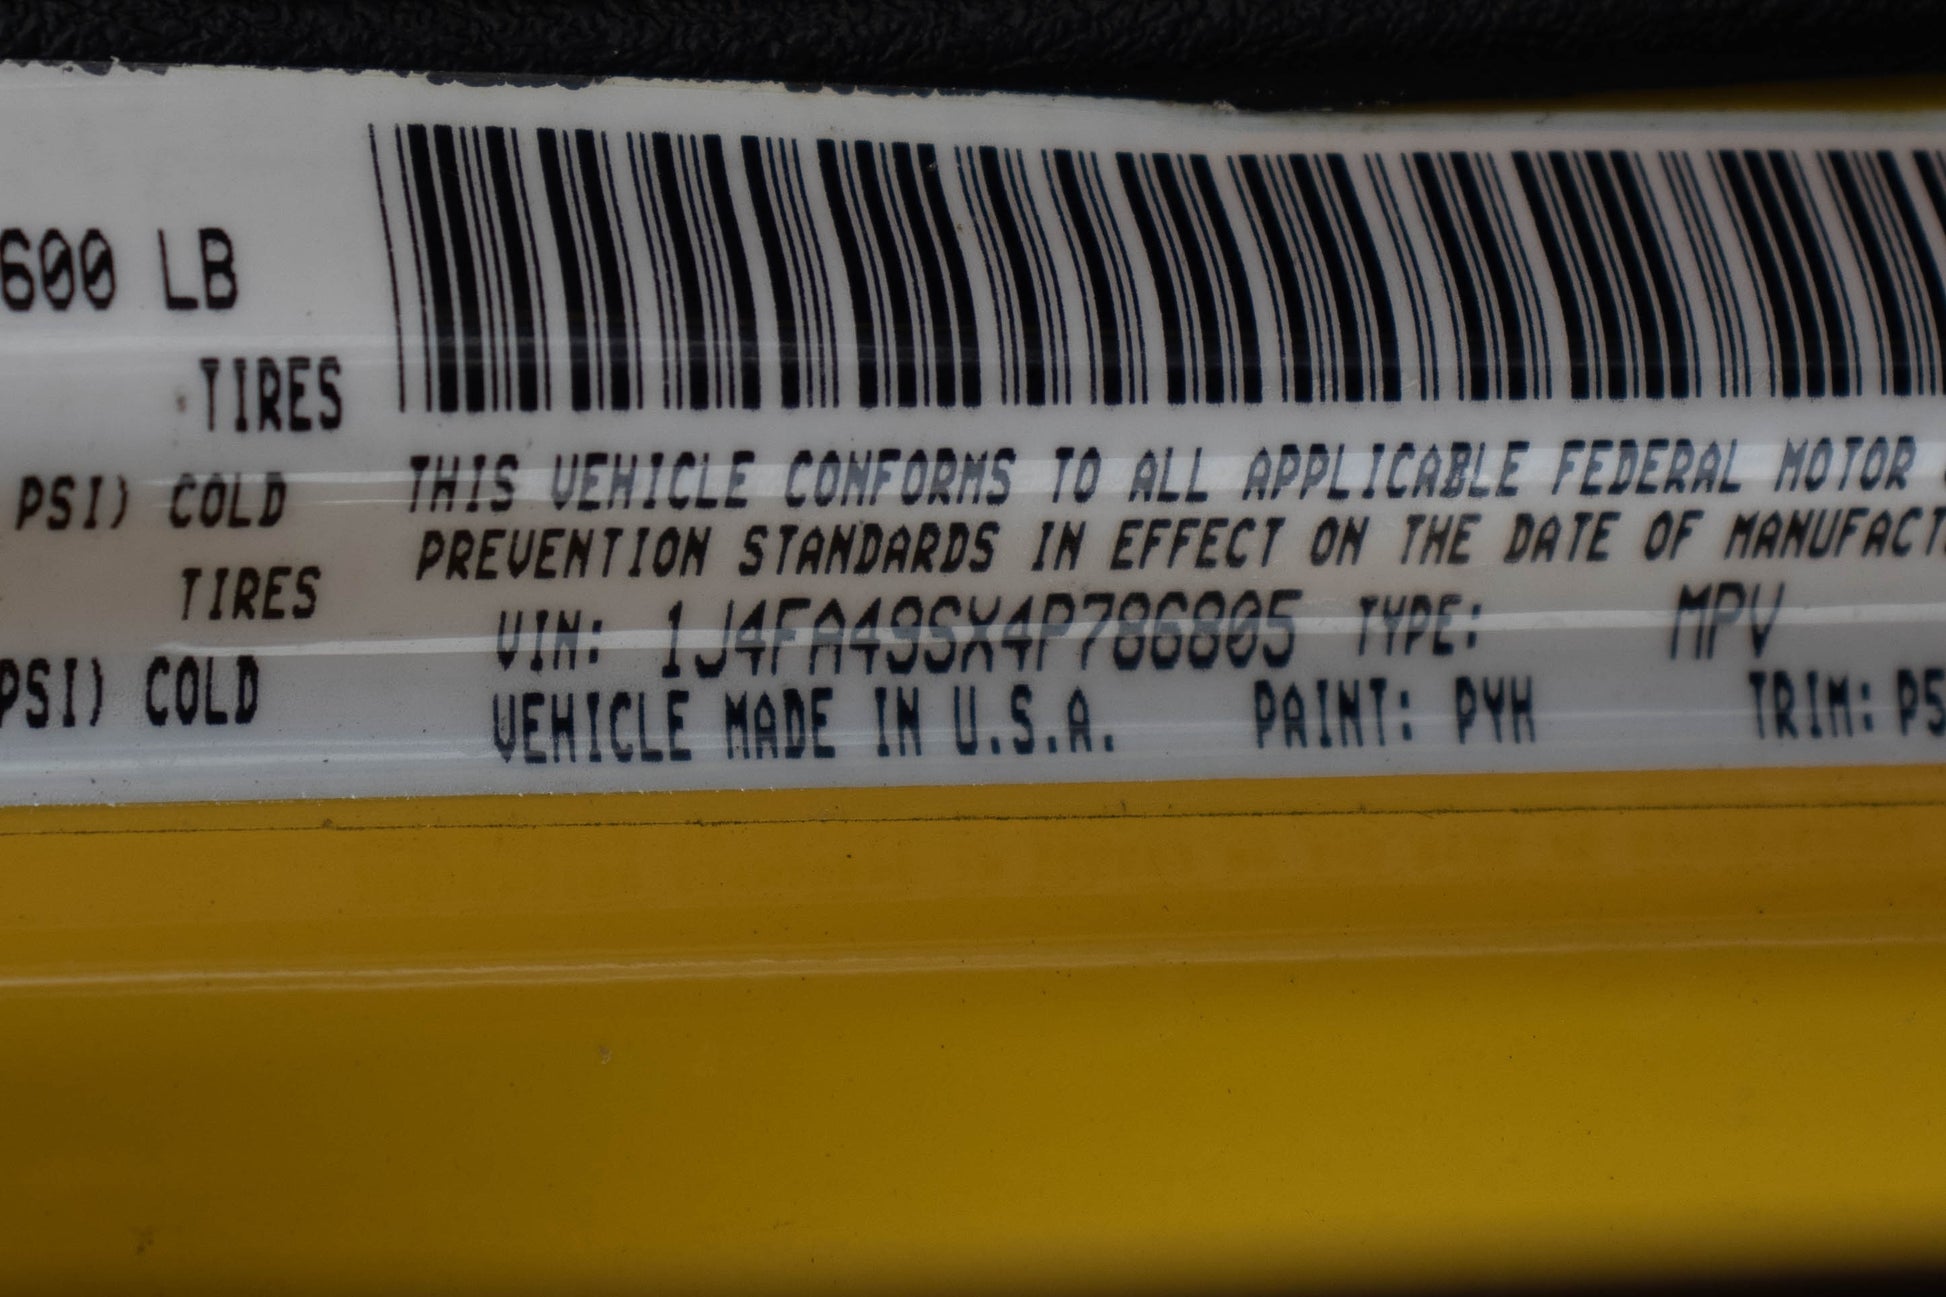 600 LB
TIRES
PSI) COLD
TIRES
PSI) COLD
THIS VEHICLE CONFORMS TO ALL APPLICABLE FEDERAL MOTOR
PREVENTION STANDARDS IN EFFECT ON THE DATE OF MANUFACT
VIN: 1J4FA49SX4P786805 TYPE: MPV
VEHICLE MADE IN U.S.A. PAINT: PYH TRIM: P5